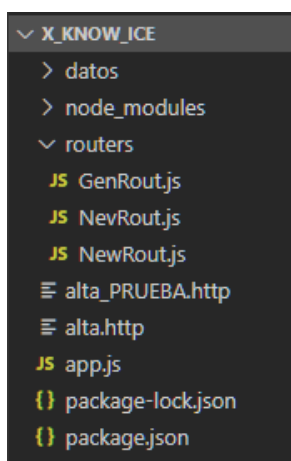 X_KNOW_ICE
datos
node_modules
routers
JS GenRout.js
JS NevRout.js
JS NewRout.js
alta_PRUEBA.http
alta.http
JS app.js
{} package-lock.json
{} package.json